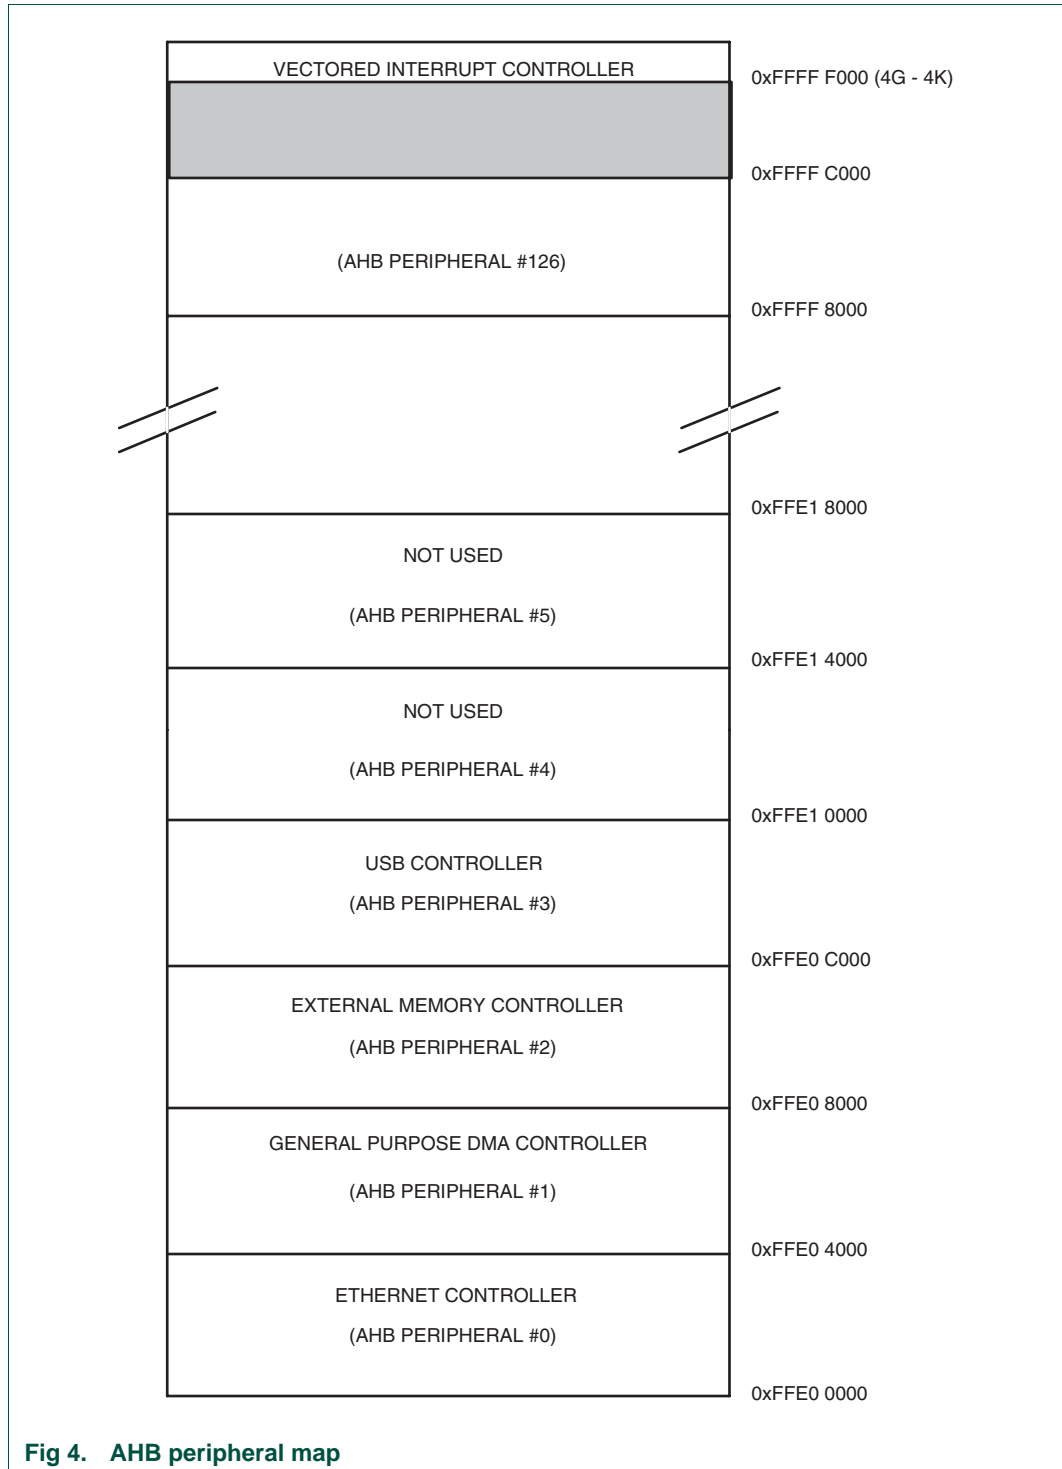 VECTORED INTERRUPT CONTROLLER
0xFFFF F000 (4G - 4K)
0xFFFF C000
(AHB PERIPHERAL #126)
0xFFFF 8000
0xFFE1 8000
NOT USED
(AHB PERIPHERAL #5)
0xFFE1 4000
NOT USED
(AHB PERIPHERAL #4)
0xFFE1 0000
USB CONTROLLER
(AHB PERIPHERAL #3)
0xFFE0 C000
EXTERNAL MEMORY CONTROLLER
(AHB PERIPHERAL #2)
0xFFE0 8000
GENERAL PURPOSE DMA CONTROLLER
(AHB PERIPHERAL #1)
0xFFE0 4000
ETHERNET CONTROLLER
(AHB PERIPHERAL #0)
0xFFE0 0000
Fig 4. AHB peripheral map